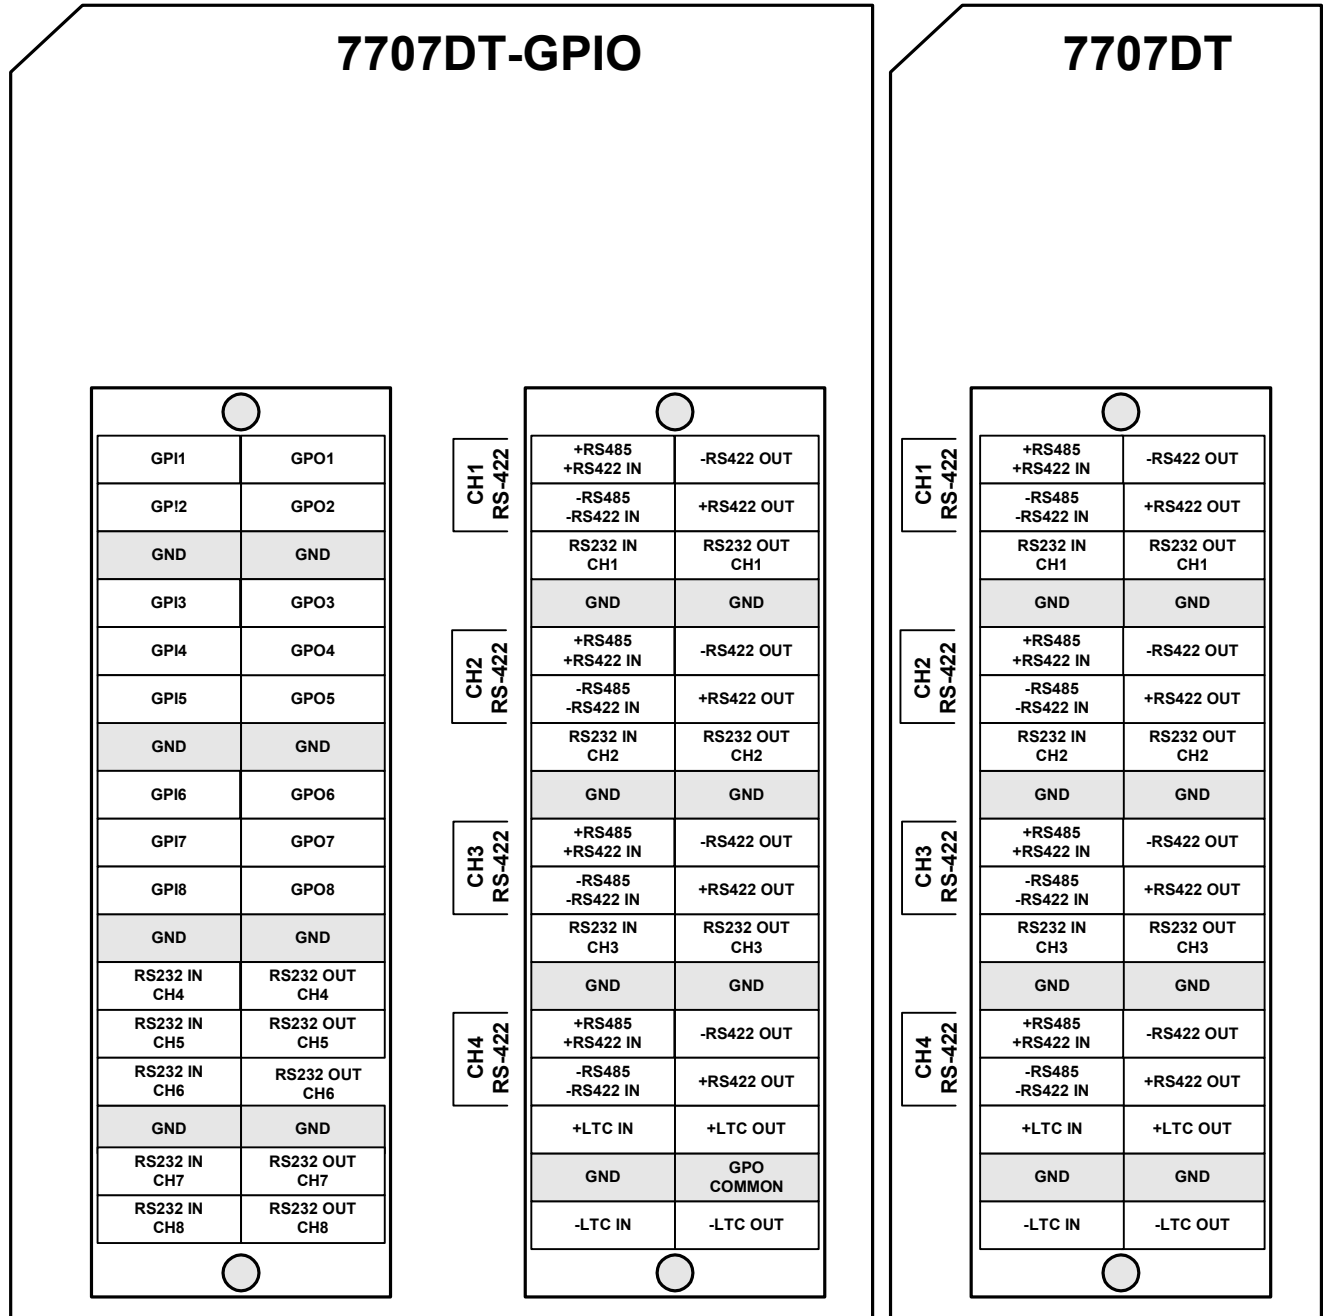 7707DT-GPIO
GPI1 GPO1
GP!2 GPO2
GND GND
GPI3 GPO3
GPI4 GPO4
GPI5 GPO5
GND GND
GPI6 GPO6
GPI7 GPO7
GPI8 GPO8
GND GND
RS232 IN RS232 OUT
CH4 CH4
RS232 IN RS232 OUT
CH5 CH5
RS232 IN RS232 OUT
CH6 CH6
GND GND
RS232 IN RS232 OUT
CH7 CH7
RS232 IN RS232 OUT
CH8 CH8
CH1
RS-422
CH2
RS-422
CH3
RS-422
CH4
RS-422
+RS485
+RS422 IN -RS422 OUT
-RS485
-RS422 IN +RS422 OUT
RS232 IN RS232 OUT
CH1 CH1
GND GND
+RS485
+RS422 IN -RS422 OUT
-RS485
-RS422 IN +RS422 OUT
RS232 IN RS232 OUT
CH2 CH2
GND GND
+RS485
+RS422 IN -RS422 OUT
-RS485
-RS422 IN +RS422 OUT
RS232 IN RS232 OUT
CH3 CH3
GND GND
+RS485
+RS422 IN -RS422 OUT
-RS485
-RS422 IN +RS422 OUT
+LTC IN +LTC OUT
GND GPO
COMMON
-LTC IN -LTC OUT
7707DT
CH1
RS-422
CH2
RS-422
CH3
RS-422
CH4
RS-422
+RS485
+RS422 IN -RS422 OUT
-RS485
-RS422 IN +RS422 OUT
RS232 IN RS232 OUT
CH1 CH1
GND GND
+RS485
+RS422 IN -RS422 OUT
-RS485
-RS422 IN +RS422 OUT
RS232 IN RS232 OUT
CH2 CH2
GND GND
+RS485
+RS422 IN -RS422 OUT
-RS485
-RS422 IN +RS422 OUT
RS232 IN RS232 OUT
CH3 CH3
GND GND
+RS485
+RS422 IN -RS422 OUT
-RS485
-RS422 IN +RS422 OUT
+LTC IN +LTC OUT
GND GND
-LTC IN -LTC OUT